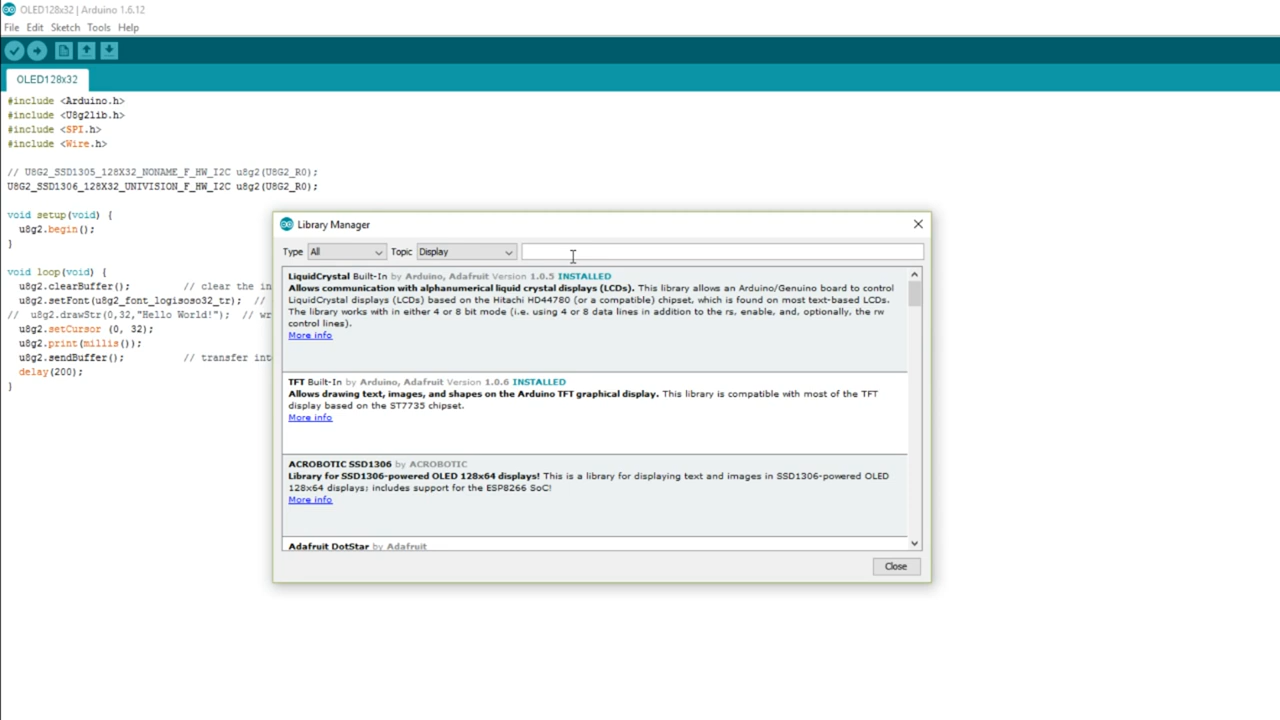 OLED128x32 | Arduino 1.6.12
File Edit Sketch Tools Help
OLED128x32
#include <Arduino.h>
#include <U8g2lib.h>
#include <SPI.h>
#include <Wire.h>
// U8G2_SSD1305_128X32_NONAME_F_HW_I2C u8g2(U8G2_R0);
U8G2_SSD1306_128X32_UNIVISION_F_HW_I2C u8g2(U8G2_R0);
void setup(void) {
u8g2.begin();
}
void loop(void) {
u8g2.clearBuffer(); // clear the in
u8g2.setFont(u8g2_font_logisoso32_tr); //
// u8g2.drawStr(0,32,"Hello World!"); // wr
u8g2.setCursor (0, 32);
u8g2.print(millis());
u8g2.sendBuffer(); // transfer int
delay(200);
}
Library Manager
Type All Topic Display
LiquidCrystal Built-In by Arduino, Adafruit Version 1.0.5 INSTALLED
Allows communication with alphanumerical liquid crystal displays (LCDs). This library allows an Arduino/Genuino board to control
LiquidCrystal displays (LCDs) based on the Hitachi HD44780 (or a compatible) chipset, which is found on most text-based LCDs.
The library works with in either 4 or 8 bit mode (i.e. using 4 or 8 data lines in addition to the rs, enable, and, optionally, the rw
control lines).
More info
TFT Built-In by Arduino, Adafruit Version 1.0.6 INSTALLED
Allows drawing text, images, and shapes on the Arduino TFT graphical display. This library is compatible with most of the TFT
display based on the ST7735 chipset.
More info
ACROBOTIC SSD1306 by ACROBOTIC
Library for SSD1306-powered OLED 128x64 displays! This is a library for displaying text and images in SSD1306-powered OLED
128x64 displays; includes support for the ESP8266 SoC!
More info
Adafruit DotStar by Adafruit
Close